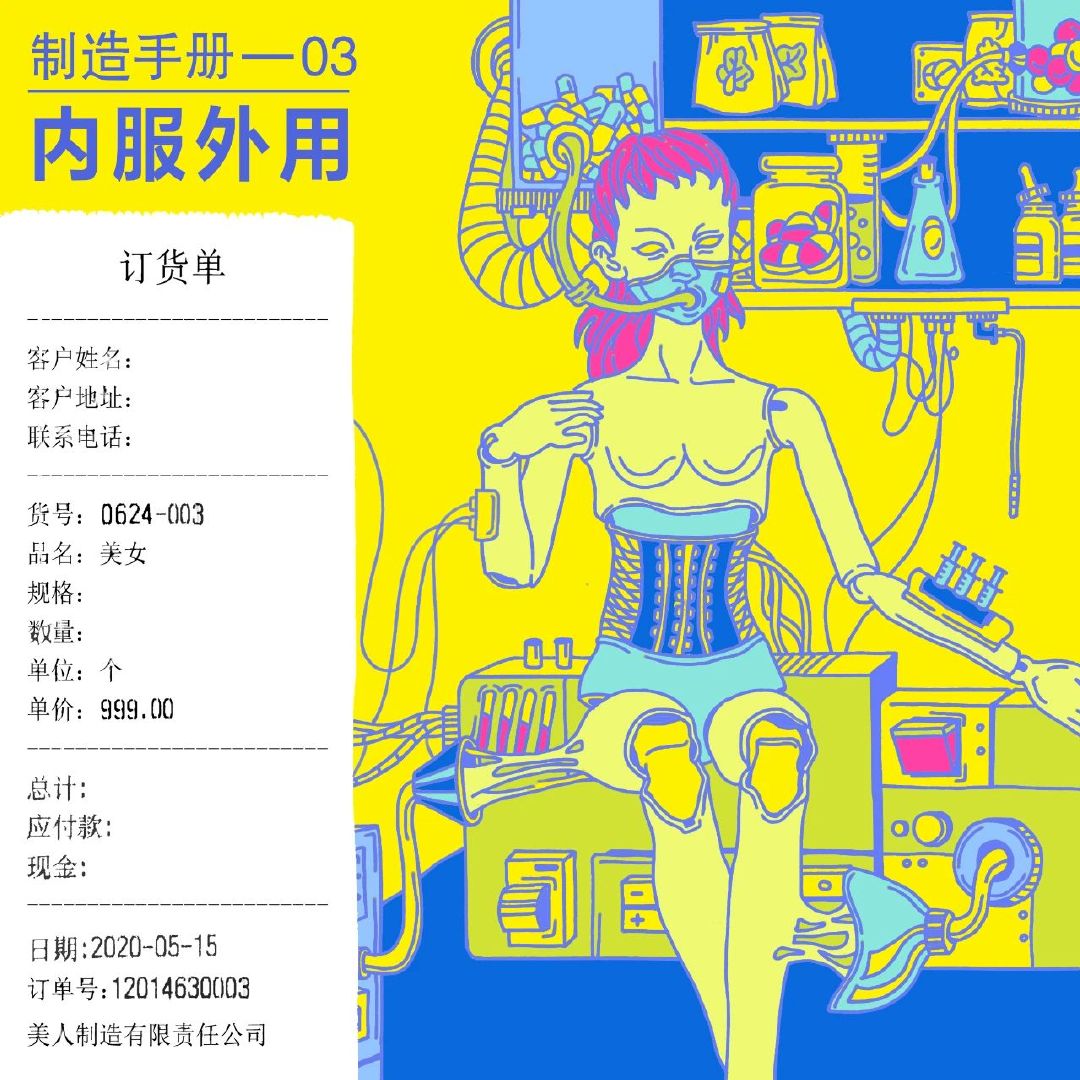 制造手册—03
内服外用
订货单
客户姓名：
客户地址：
联系电话：
货号：0624-003
品名：美女
规格：
数量：
单位：个
单价：999.00
总计：
应付款：
现金：
日期：2020-05-15
订单号：12014630003
美人制造有限责任公司